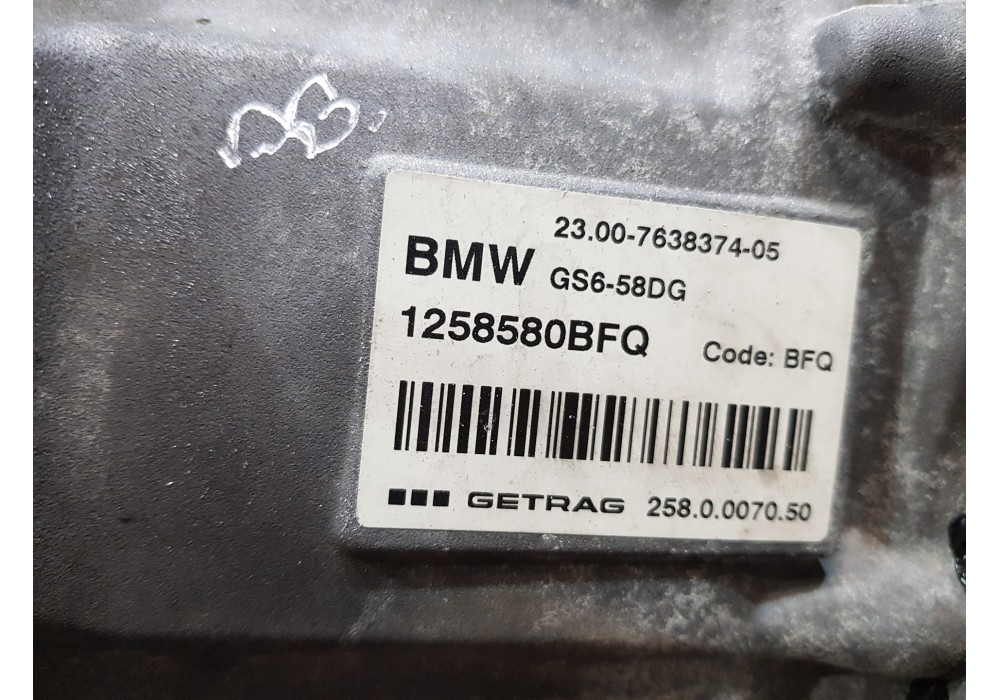 23.00-7638374-05
BMW GS6-58DG
1258580BFQ Code: BFQ
GETRAG 258.0.0070.50